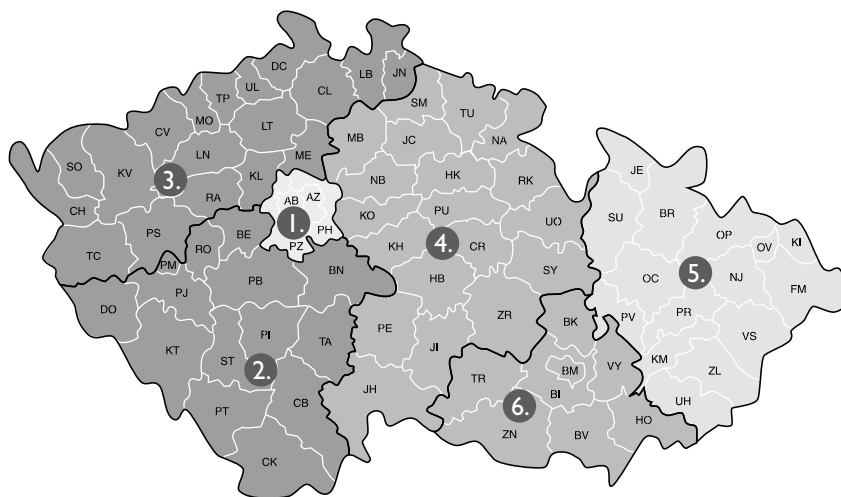 DC
LB
JN
UL
CL
SM
TP
TU
MO
LT
CV
MB
JC
NA
LN
ME
SO
KV
3.
KL
NB
HK
RK
JE
RA
AB
AZ
CH
KO
PU
SU
BR
1.
PH
UO
PS
RO
BE
4.
OP
OV
KI
TC
PZ
KH
CR
PM
BN
SY
OC
5.
NJ
FM
PJ
PB
HB
DO
PR
PV
VS
PI
TA
PE
ZR
BK
KT
ST
JI
KM
2.
TR
BM
VY
ZL
JH
BI
CB
UH
PT
6.
HO
ZN
BV
CK